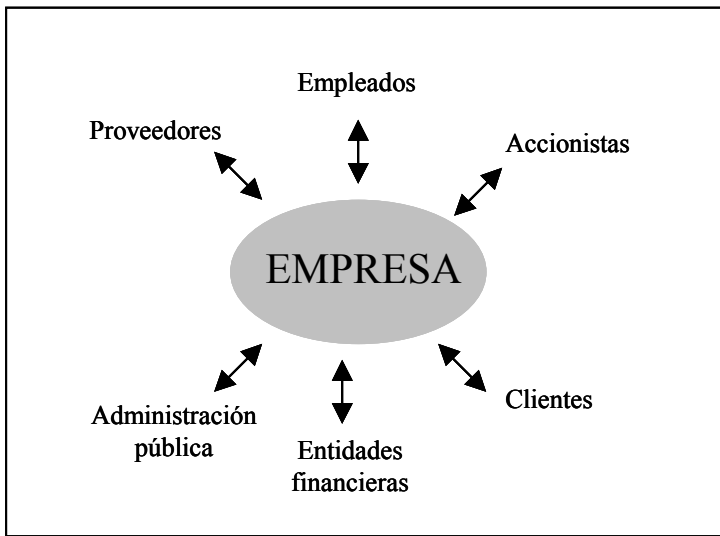 Empleados
Proveedores
Accionistas
EMPRESA
Clientes
Administración
pública
Entidades
financieras